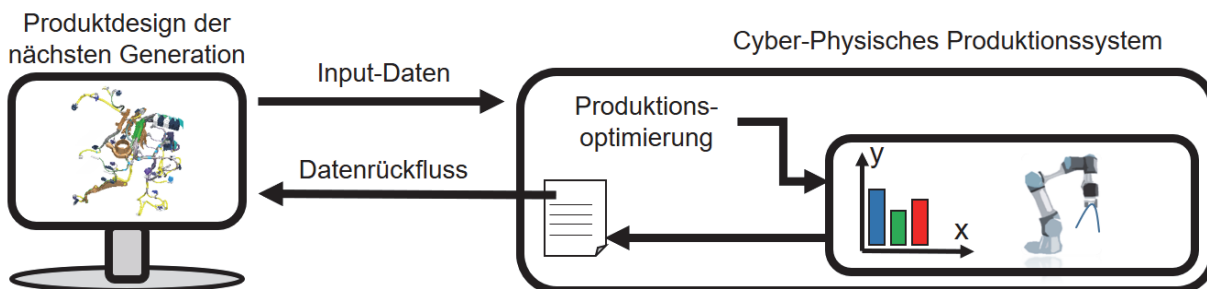 Produktdesign der
nächsten Generation
Cyber-Physisches Produktionssystem
Input-Daten
Produktions-
optimierung
Datenrückfluss
y
x